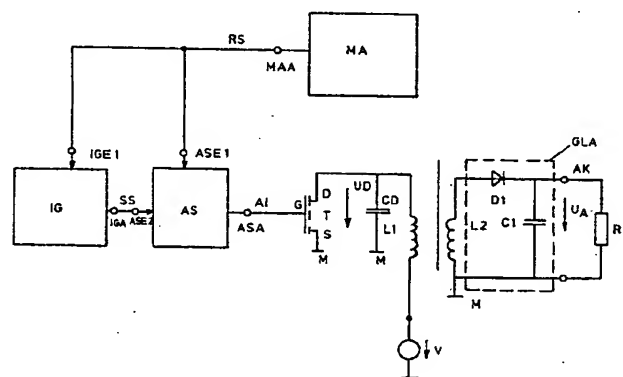 RS
MAA
MA
IGE1
ASE1
GLA
AK
IG
SS
IGA
ASE2
AS
AI
ASA
G
D
T
S
M
UD
CD
L1
M
L2
D1
C1
UA
R
M
V